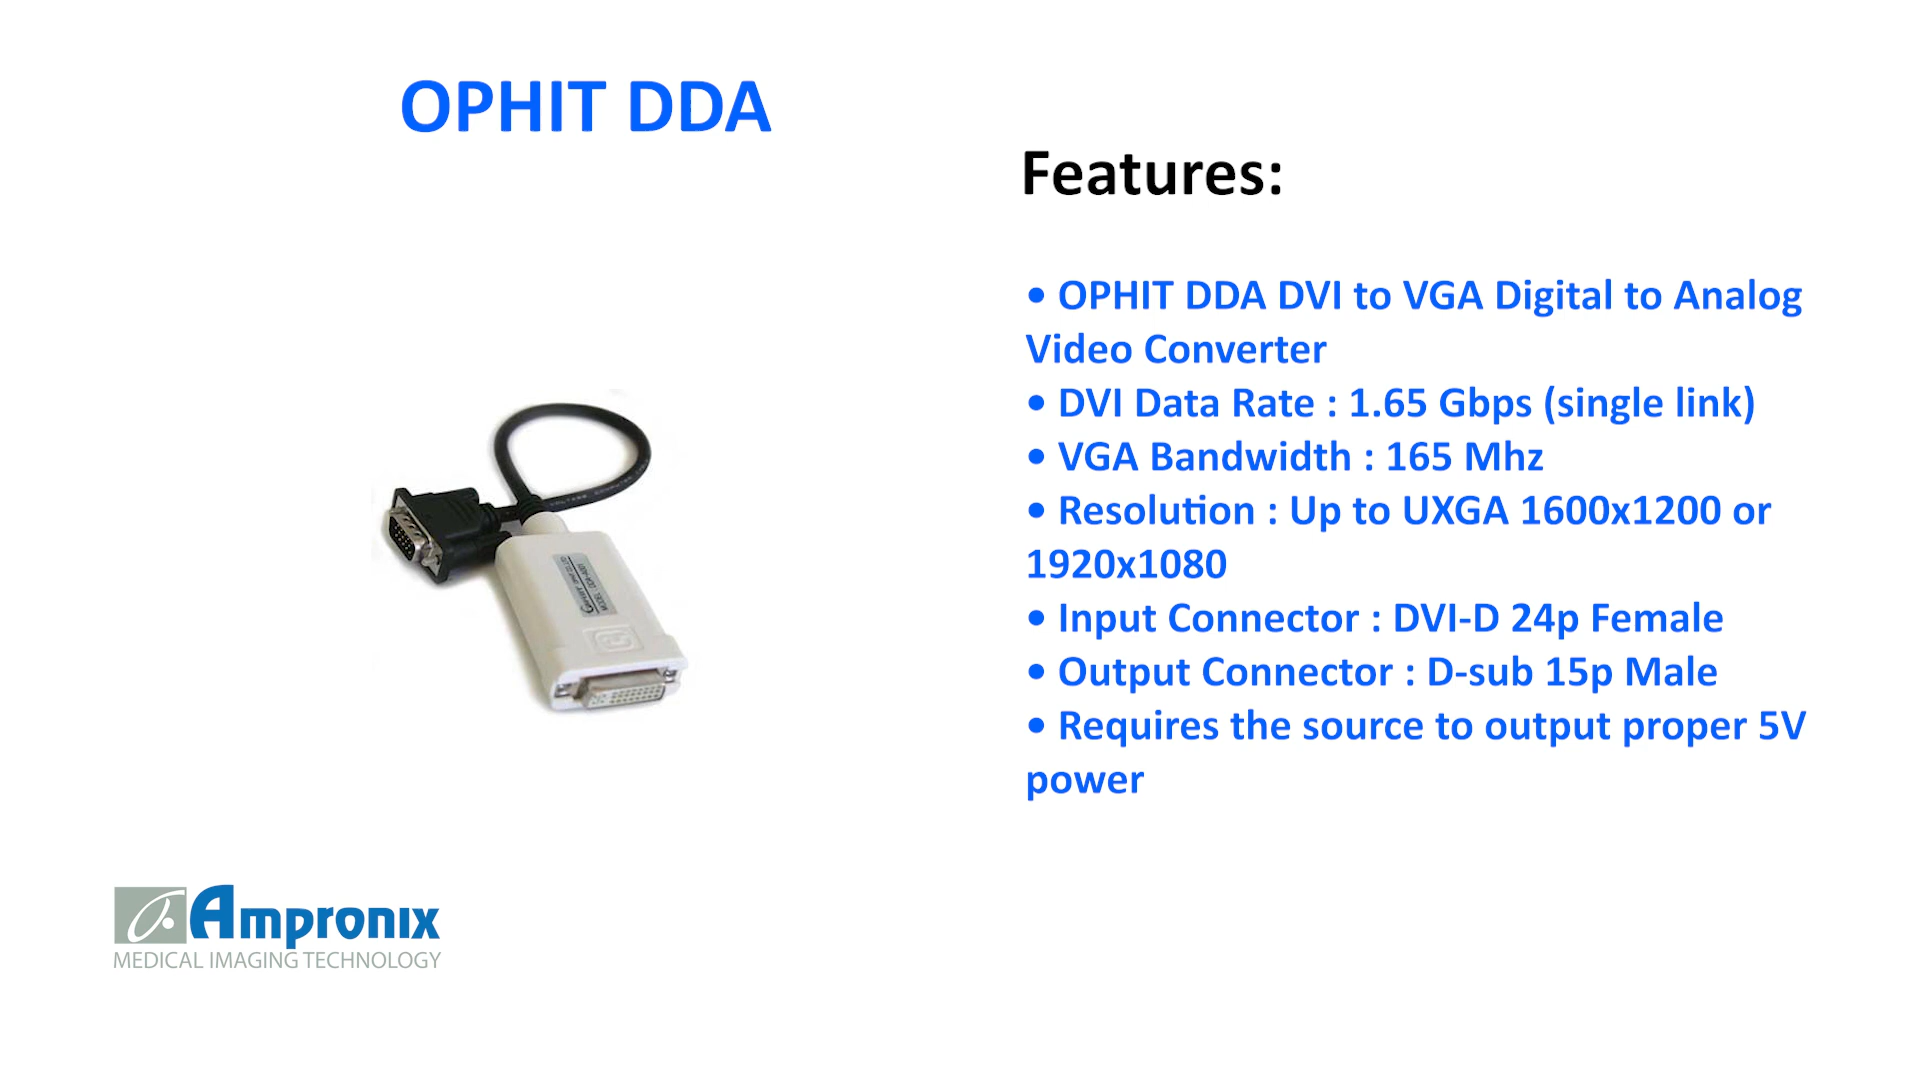 OPHIT DDA
Features:
• OPHIT DDA DVI to VGA Digital to Analog
Video Converter
• DVI Data Rate : 1.65 Gbps (single link)
• VGA Bandwidth : 165 Mhz
• Resolution : Up to UXGA 1600x1200 or
1920x1080
• Input Connector : DVI-D 24p Female
• Output Connector : D-sub 15p Male
• Requires the source to output proper 5V
power
Ampronix
MEDICAL IMAGING TECHNOLOGY